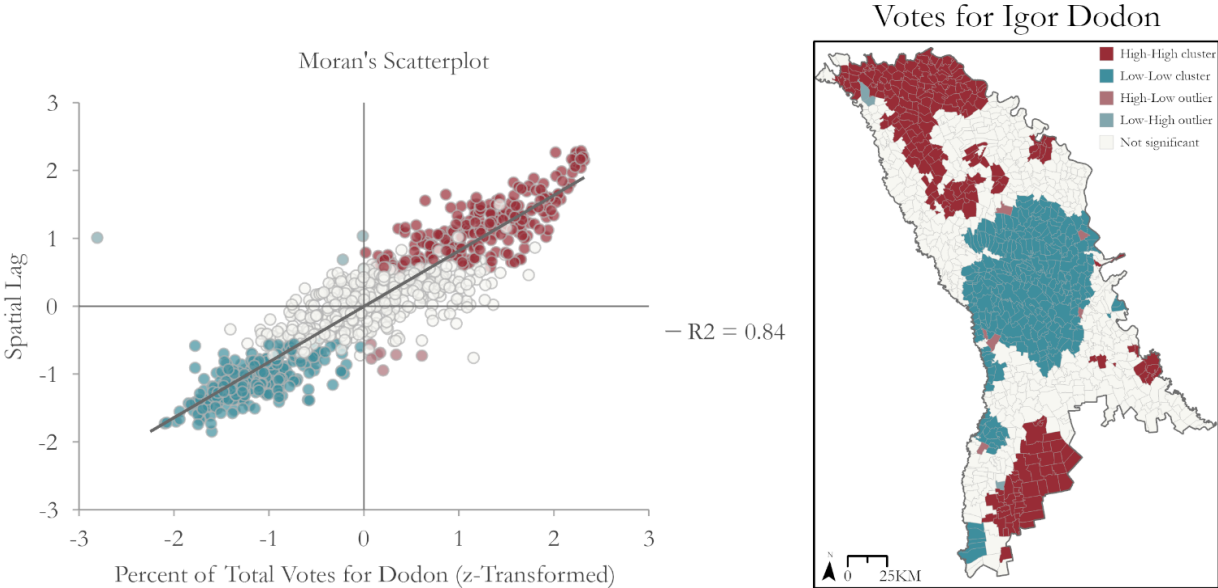 Votes for Igor Dodon
Moran's Scatterplot
3
2
1
0
-1
-2
-3
-3
-2
-1
0
1
2
3
Spatial Lag
Percent of Total Votes for Dodon (z-Transformed)
R2 = 0.84
High-High cluster
Low-Low cluster
High-Low outlier
Low-High outlier
Not significant
N
0 25KM